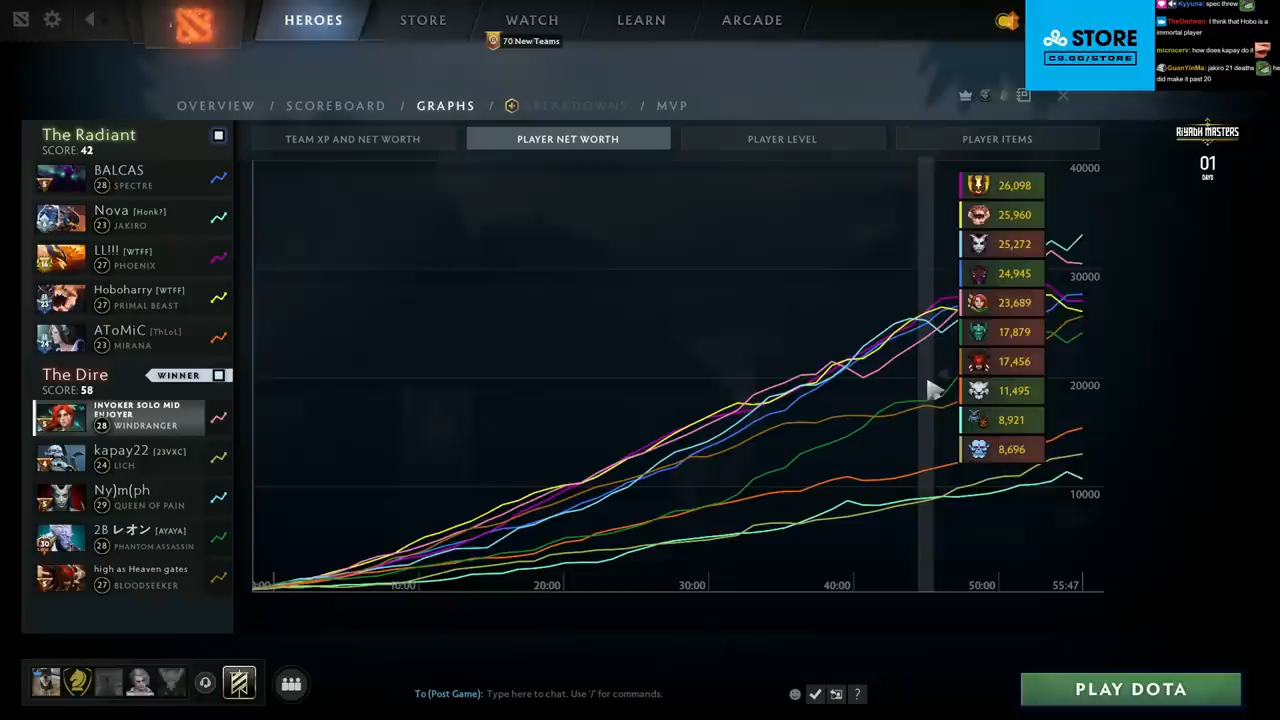 HEROES
STORE
WATCH
LEARN
ARCADE
70 New Teams
STORE
C9.GG/STORE
Kyyuna: spec threw
TheOmiwan: I think that Hobo is a
immortal player
microcerv: how does kapay do it
GuanYinMa: jakiro 21 deaths he
did make it past 20
OVERVIEW / SCOREBOARD / GRAPHS / BREAKDOWNS / MVP
RIYADH MASTERS
01
DAYS
TEAM XP AND NET WORTH
PLAYER NET WORTH
PLAYER LEVEL
PLAYER ITEMS
The Radiant
SCORE: 42
BALCAS
28 SPECTRE
Nova [Honk?]
23 JAKIRO
LL!!! [WTFF]
27 PHOENIX
Hoboharry [WTFF]
27 PRIMAL BEAST
AToMiC [ThLoL]
23 MIRANA
The Dire
WINNER
SCORE: 58
INVOKER SOLO MID
ENJOYER
28 WINDRANGER
kapay22 [23VXC]
24 LICH
Ny)m(ph
29 QUEEN OF PAIN
2B レオン [AYAYA]
28 PHANTOM ASSASSIN
high as Heaven gates
27 BLOODSEEKER
40000
30000
20000
10000
26,098
25,960
25,272
24,945
23,689
17,879
17,456
11,495
8,921
8,696
10:00
20:00
30:00
40:00
50:00
55:47
To (Post Game): Type here to chat. Use '/' for commands.
?
PLAY DOTA